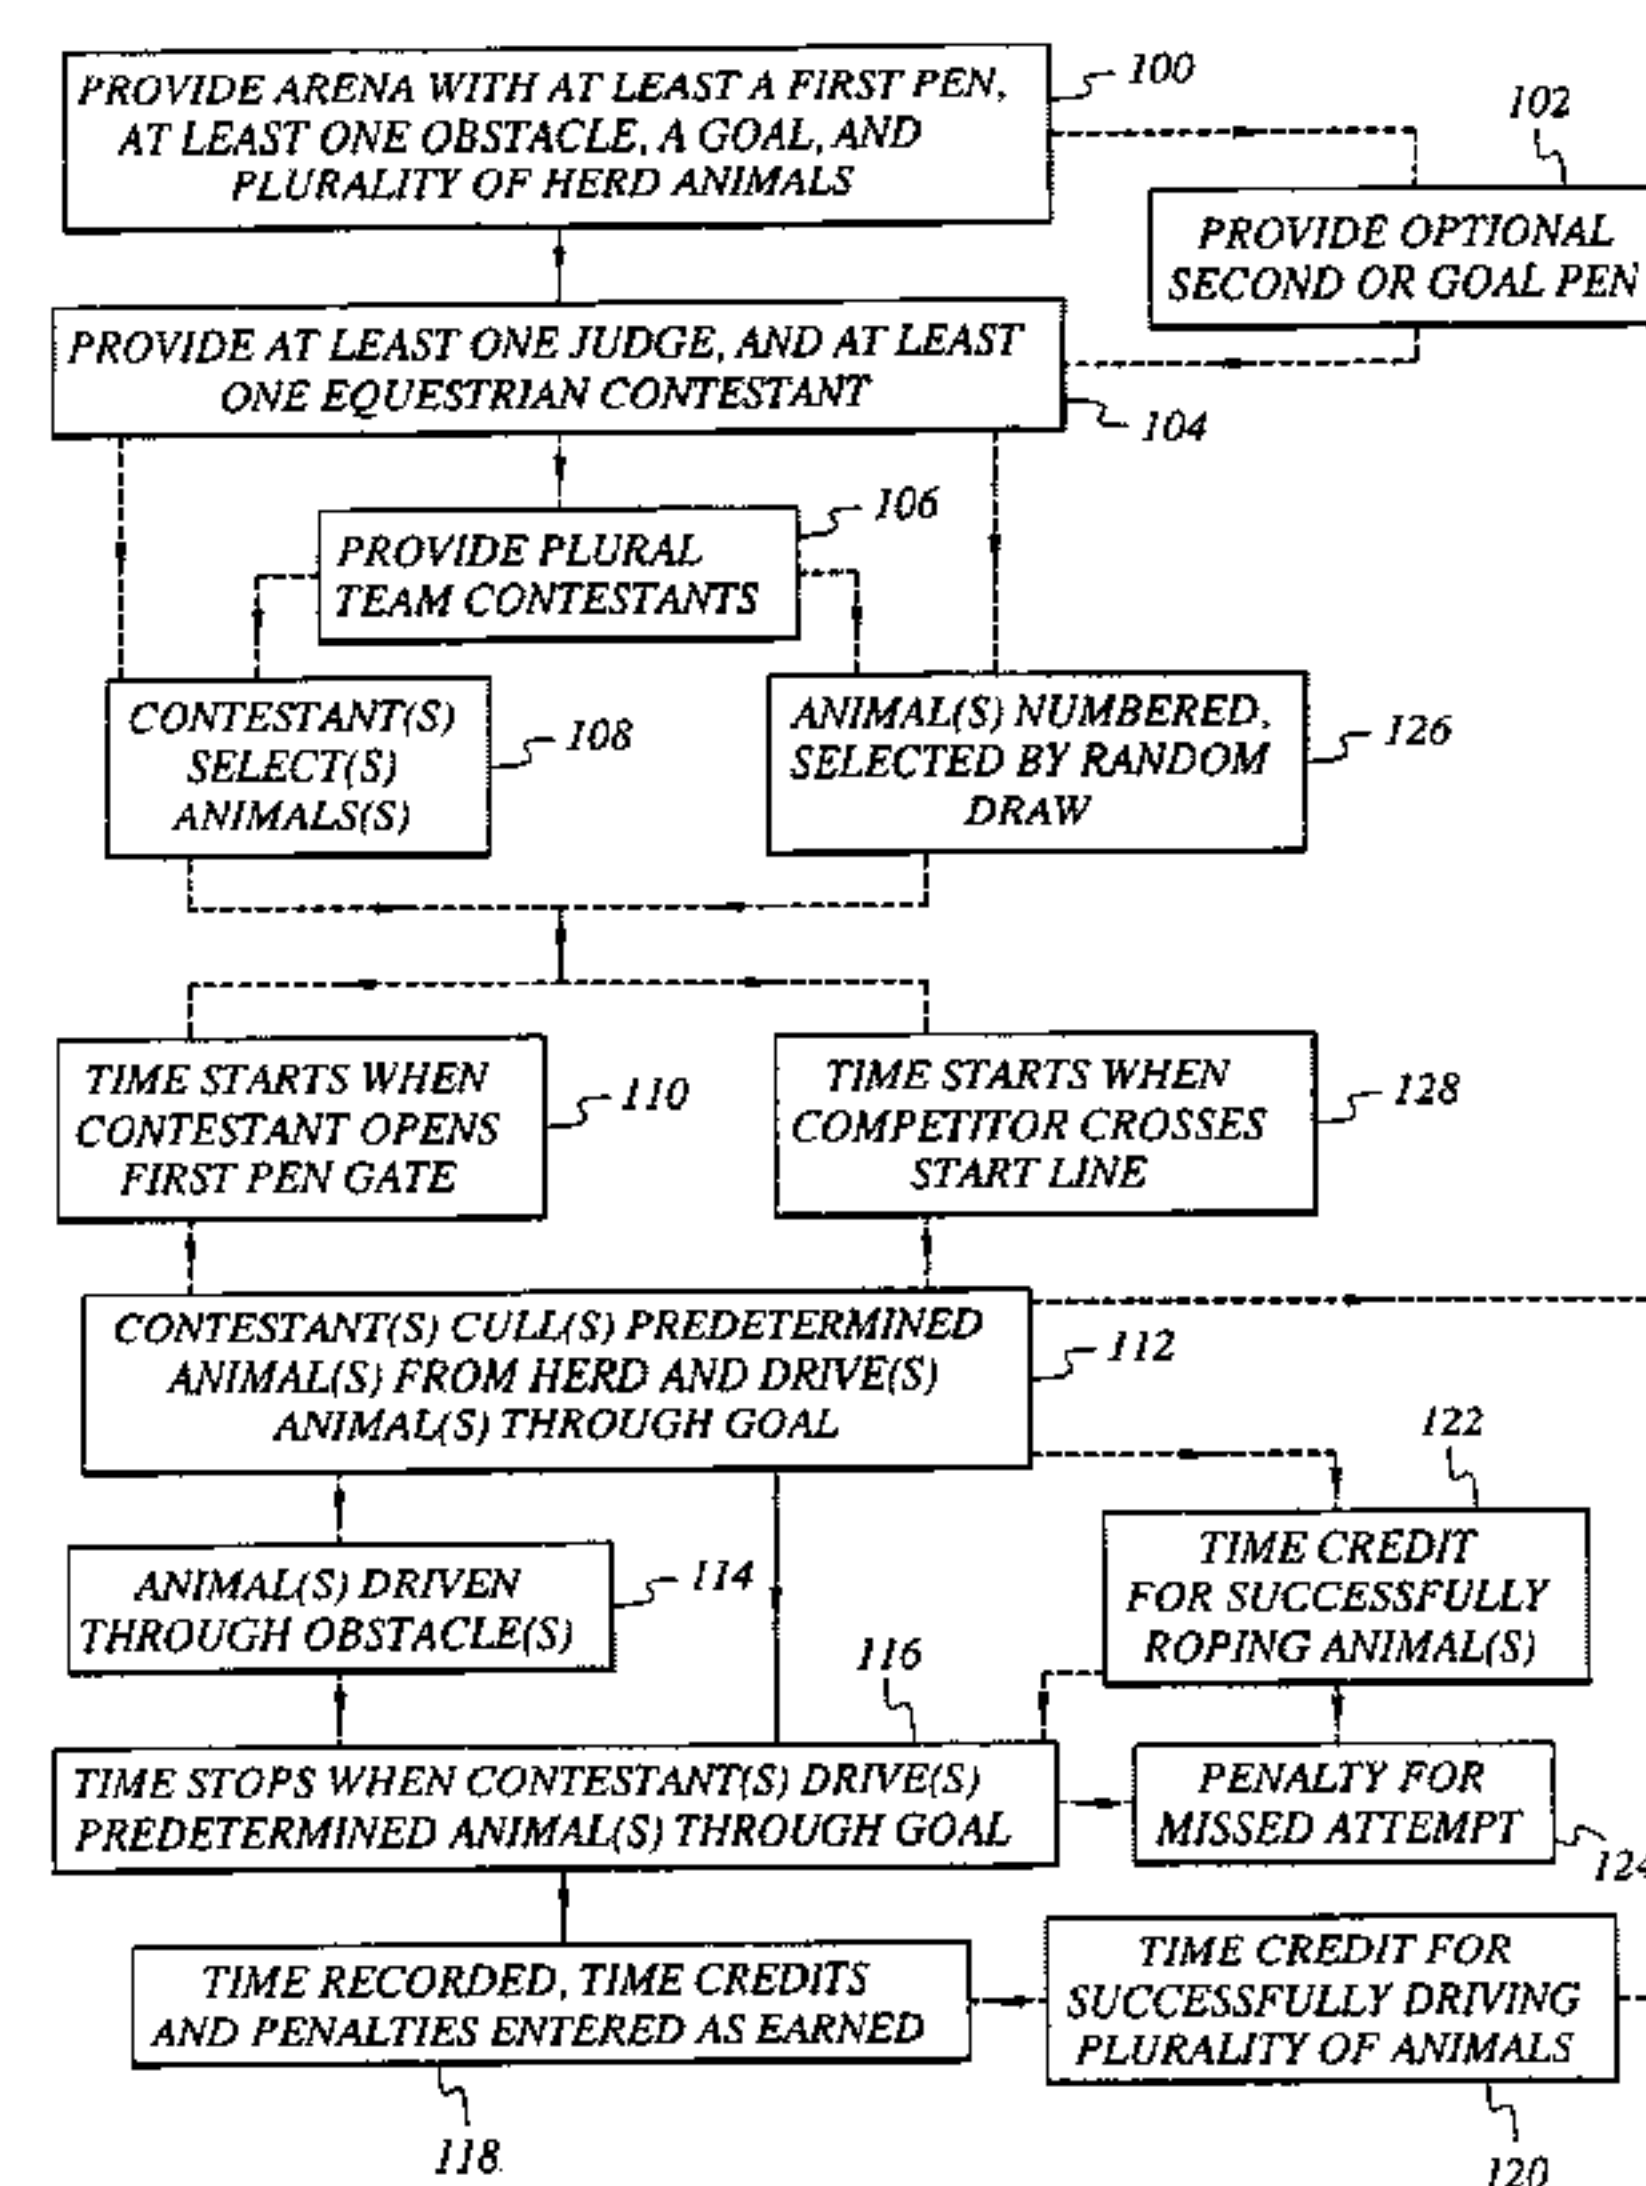 PROVIDE ARENA WITH AT LEAST A FIRST PEN,
AT LEAST ONE OBSTACLE, A GOAL, AND
PLURALITY OF HERD ANIMALS
100
102
PROVIDE OPTIONAL
SECOND OR GOAL PEN
PROVIDE AT LEAST ONE JUDGE, AND AT LEAST
ONE EQUESTRIAN CONTESTANT
104
106
PROVIDE PLURAL
TEAM CONTESTANTS
CONTESTANT(S)
SELECT(S)
ANIMALS(S)
108
ANIMAL(S) NUMBERED,
SELECTED BY RANDOM
DRAW
126
TIME STARTS WHEN
CONTESTANT OPENS
FIRST PEN GATE
110
TIME STARTS WHEN
COMPETITOR CROSSES
START LINE
128
CONTESTANT(S) CULL(S) PREDETERMINED
ANIMAL(S) FROM HERD AND DRIVE(S)
ANIMAL(S) THROUGH GOAL
112
122
TIME CREDIT
FOR SUCCESSFULLY
ROPING ANIMAL(S)
ANIMAL(S) DRIVEN
THROUGH OBSTACLE(S)
114
116
TIME STOPS WHEN CONTESTANT(S) DRIVE(S)
PREDETERMINED ANIMAL(S) THROUGH GOAL
PENALTY FOR
MISSED ATTEMPT
124
TIME RECORDED, TIME CREDITS
AND PENALTIES ENTERED AS EARNED
118
TIME CREDIT FOR
SUCCESSFULLY DRIVING
PLURALITY OF ANIMALS
120